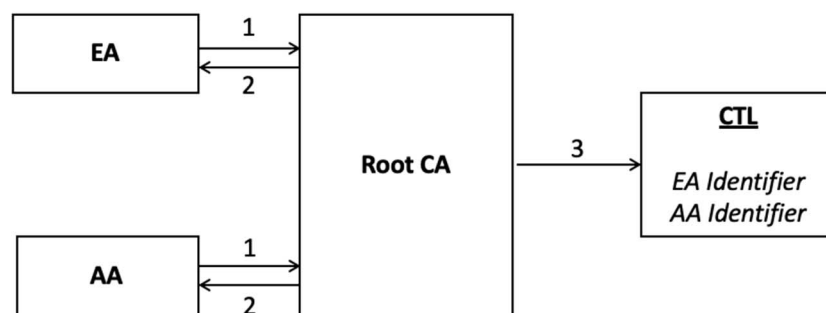 EA
1
2
Root CA
3
CTL
EA Identifier
AA Identifier
AA
1
2